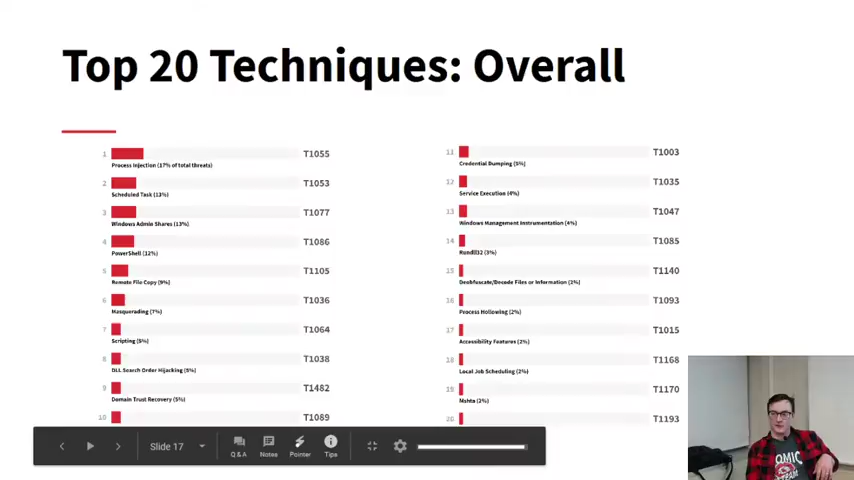 Top 20 Techniques: Overall
1 T1055
Process Injection (17% of total threats)
2 T1053
Scheduled Task (13%)
3 T1077
Windows Admin Shares (13%)
4 T1086
PowerShell (12%)
5 T1105
Remote File Copy (9%)
6 T1036
Masquerading (7%)
7 T1064
Scripting (5%)
8 T1038
DLL Search Order Hijacking (5%)
9 T1482
Domain Trust Recovery (5%)
10 T1089
11 T1003
Credential Dumping (5%)
12 T1035
Service Execution (4%)
13 T1047
Windows Management Instrumentation (4%)
14 T1085
Rundll32 (3%)
15 T1140
Deobfuscate/Decode Files or Information (2%)
16 T1093
Process Hollowing (2%)
17 T1015
Accessibility Features (2%)
18 T1168
Local Job Scheduling (2%)
19 T1170
Mshta (2%)
20 T1193
Slide 17
Q & A
Notes
Pointer
Tips